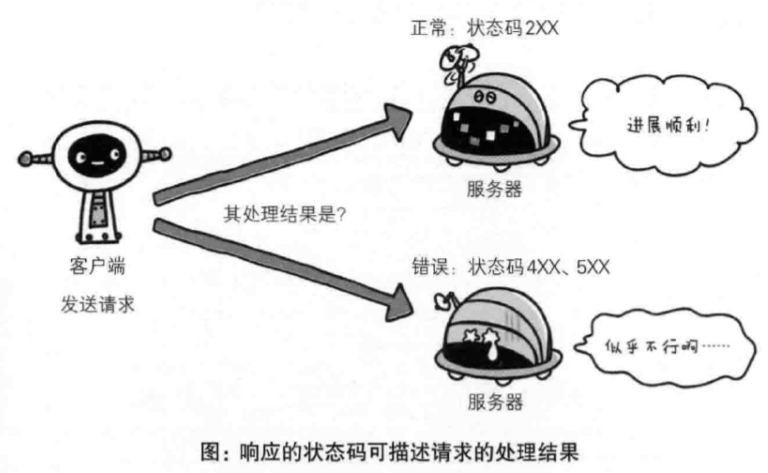 正常：状态码2XX
进展顺利！
服务器
其处理结果是？
客户端
发送请求
错误：状态码4XX、5XX
似乎不行啊……
服务器
图：响应的状态码可描述请求的处理结果